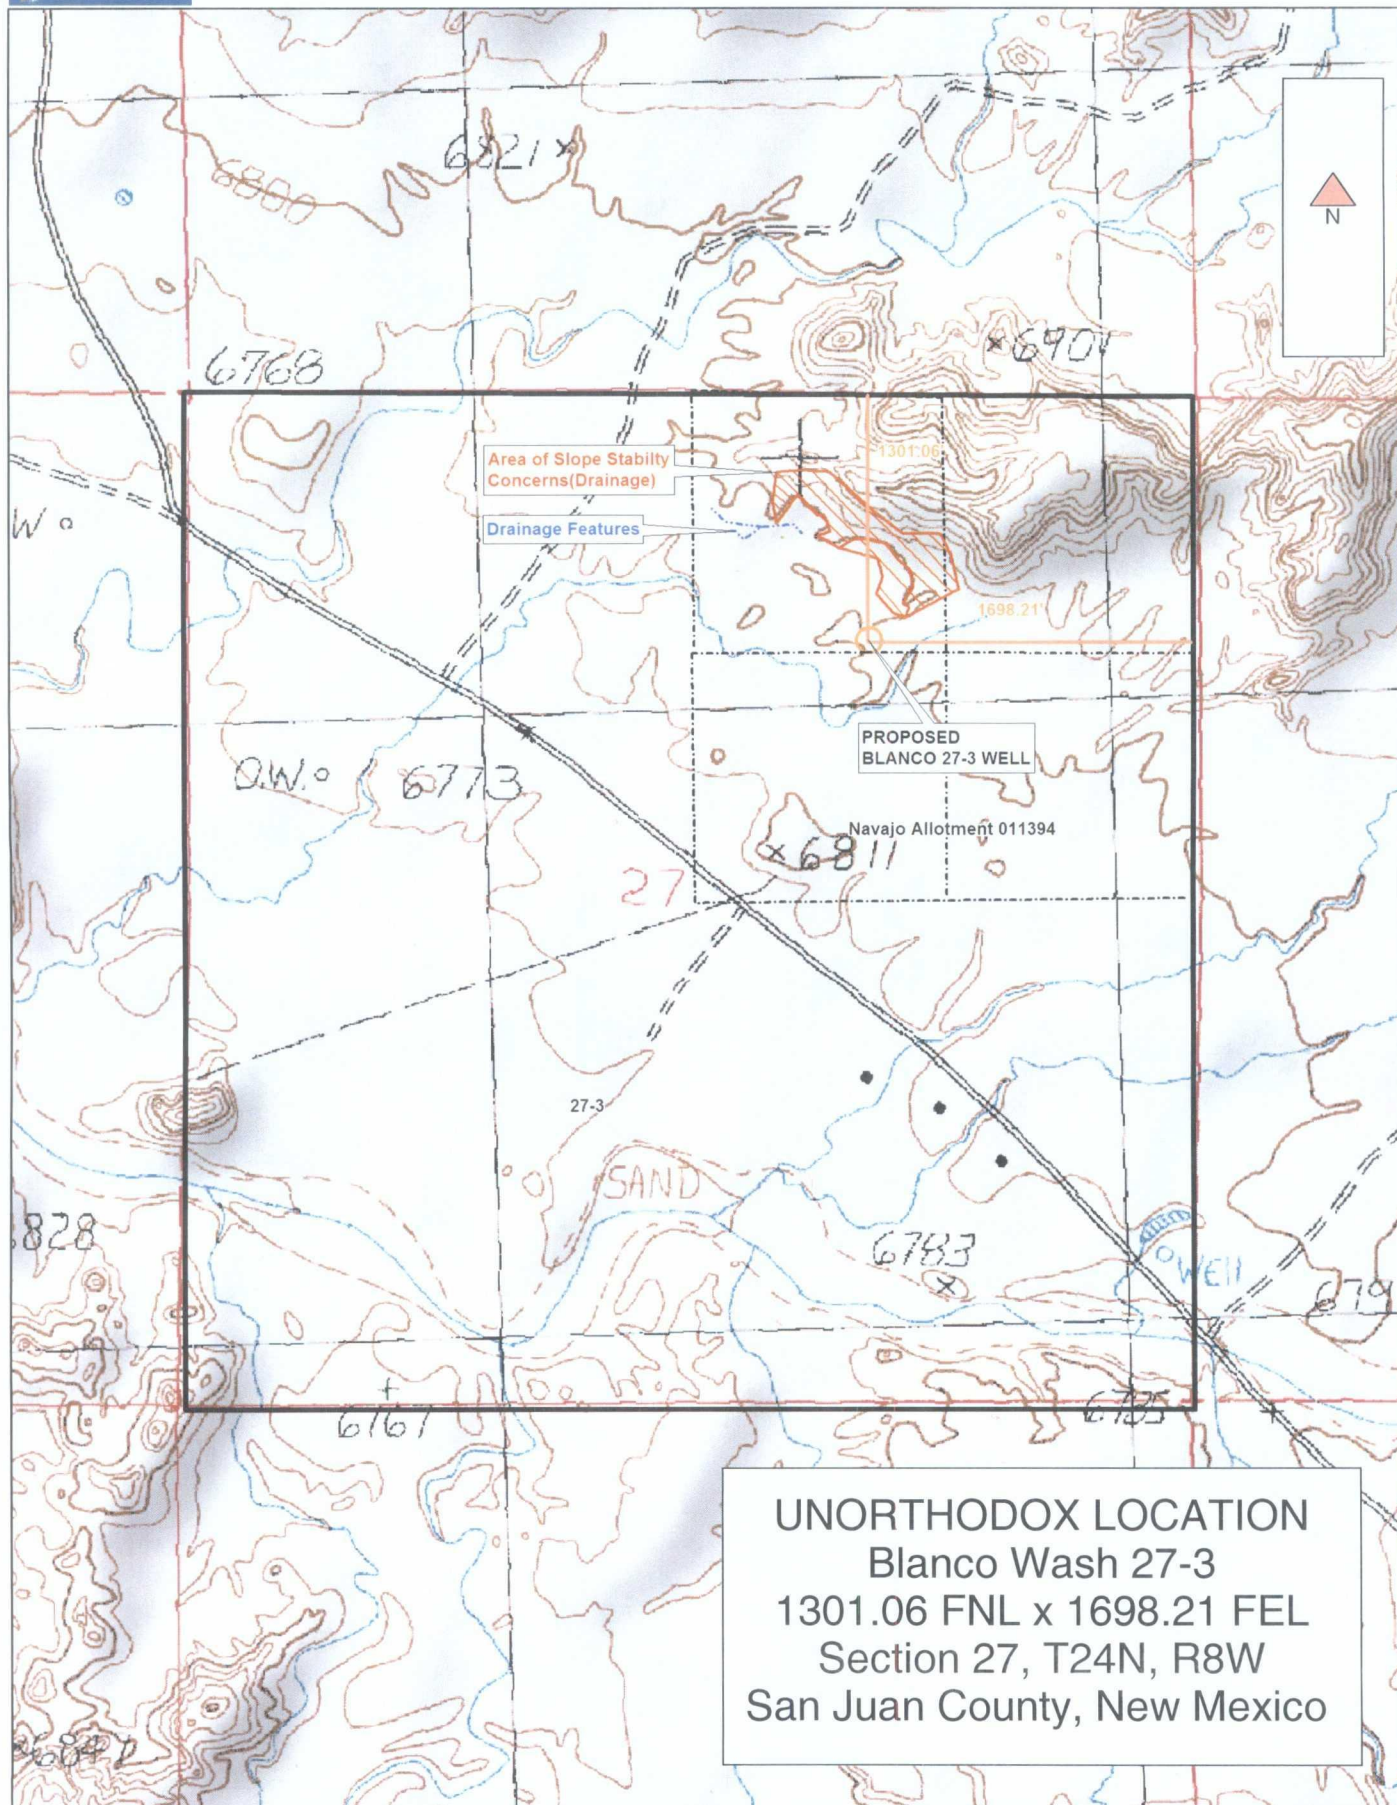 6821
6800
N
6901
6768
Area of Slope Stabilty
Concerns(Drainage)
1301.06
W
Drainage Features
1698.21'
PROPOSED
BLANCO 27-3 WELL
O.W.
6773
Navajo Allotment 011394
6811
27
27-3
SAND
6783
WEll
6767
6785
UNORTHODOX LOCATION
Blanco Wash 27-3
1301.06 FNL x 1698.21 FEL
Section 27, T24N, R8W
San Juan County, New Mexico